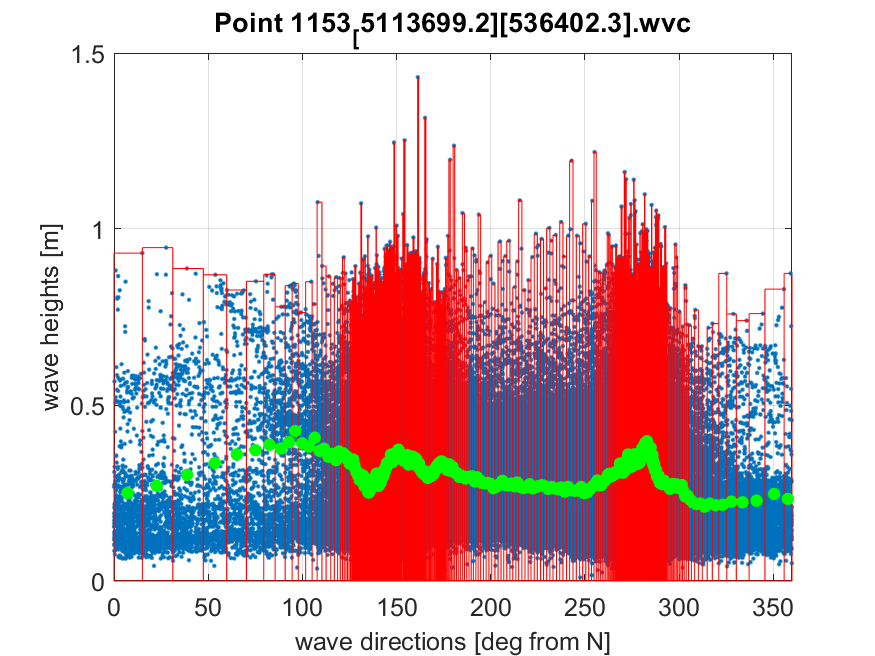 Point 1153[5113699.2][536402.3].wvc
1.5
1
0.5
0
wave heights [m]
0 50 100 150 200 250 300 350
wave directions [deg from N]